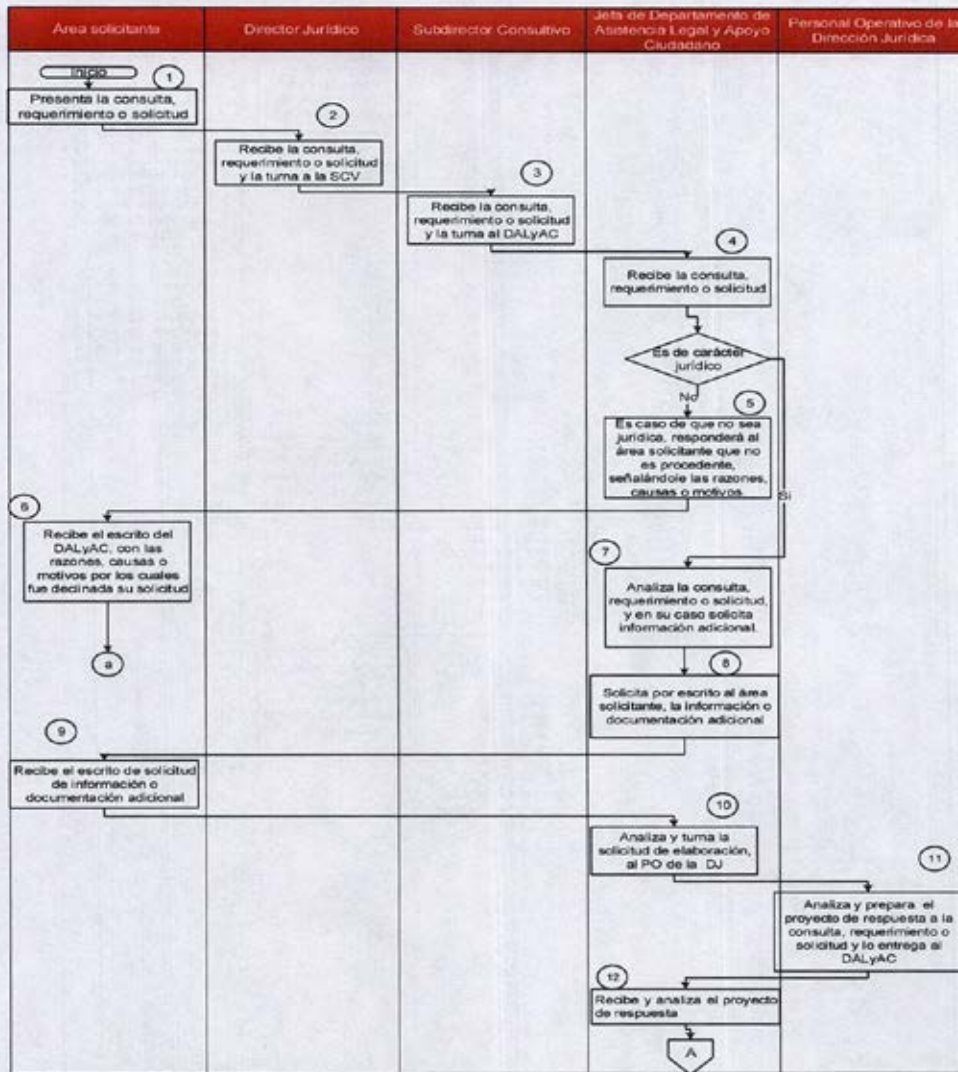 Área solicitante
Director Jurídico
Subdirector Consultivo
Jefa de Departamento de
Asistencia Legal y Apoyo
Ciudadano
Personal Operativo de la
Dirección Jurídica
Inicio
1
Presenta la consulta,
requerimiento o solicitud
2
Recibe la consulta,
requerimiento o solicitud
y la turna a la SCV
3
Recibe la consulta,
requerimiento o solicitud
y la turna al DALyAC
4
Recibe la consulta,
requerimiento o solicitud
Es de carácter
jurídico
No
Si
5
Es caso de que no sea
jurídica, responderá al
área solicitante que no
es procedente,
señalándole las razones,
causas o motivos.
6
Recibe el escrito del
DALyAC, con las
razones, causas o
motivos por los cuales
fue declinada su solicitud
a
7
Analiza la consulta,
requerimiento o solicitud,
y en su caso solicita
información adicional.
8
Solicita por escrito al área
solicitante, la información o
documentación adicional
9
Recibe el escrito de solicitud
de información o
documentación adicional
10
Analiza y turna la
solicitud de elaboración,
al PO de la DJ
11
Analiza y prepara el
proyecto de respuesta a la
consulta, requerimiento o
solicitud y lo entrega al
DALyAC
12
Recibe y analiza el proyecto
de respuesta
A